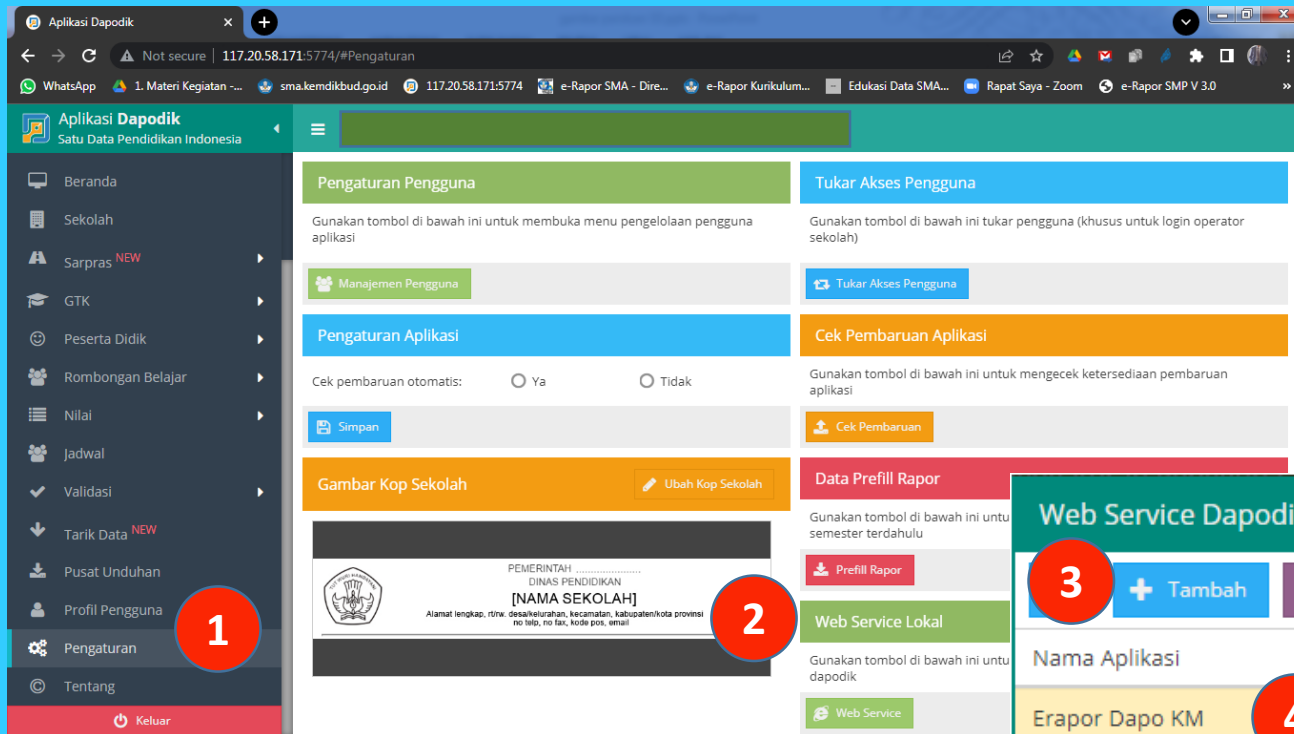 Aplikasi Dapodik
Not secure | 117.20.58.171:5774/#Pengaturan
WhatsApp
1. Materi Kegiatan -...
sma.kemdikbud.go.id
117.20.58.171:5774
e-Rapor SMA - Dire...
e-Rapor Kurikulum...
Edukasi Data SMA...
Rapat Saya - Zoom
e-Rapor SMP V 3.0
»
Aplikasi Dapodik
Satu Data Pendidikan Indonesia
Beranda
Sekolah
Sarpras NEW
GTK
Peserta Didik
Rombongan Belajar
Nilai
Jadwal
Validasi
Tarik Data NEW
Pusat Unduhan
Profil Pengguna
1
Pengaturan
Tentang
Keluar
Pengaturan Pengguna
Gunakan tombol di bawah ini untuk membuka menu pengelolaan pengguna
aplikasi
Manajemen Pengguna
Tukar Akses Pengguna
Gunakan tombol di bawah ini tukar pengguna (khusus untuk login operator
sekolah)
Tukar Akses Pengguna
Pengaturan Aplikasi
Cek pembaruan otomatis: Ya Tidak
Simpan
Cek Pembaruan Aplikasi
Gunakan tombol di bawah ini untuk mengecek ketersediaan pembaruan
aplikasi
Cek Pembaruan
Gambar Kop Sekolah
Ubah Kop Sekolah
PEMERINTAH ......................
DINAS PENDIDIKAN
[NAMA SEKOLAH]
Alamat lengkap, rt/rw. desa/kelurahan, kecamatan, kabupaten/kota provinsi
no telp, no fax, kode pos, email
2
Data Prefill Rapor
Gunakan tombol di bawah ini untu
semester terdahulu
Prefill Rapor
Web Service Lokal
Gunakan tombol di bawah ini untu
dapodik
Web Service
Web Service Dapodi
3
Tambah
Nama Aplikasi
Erapor Dapo KM
4